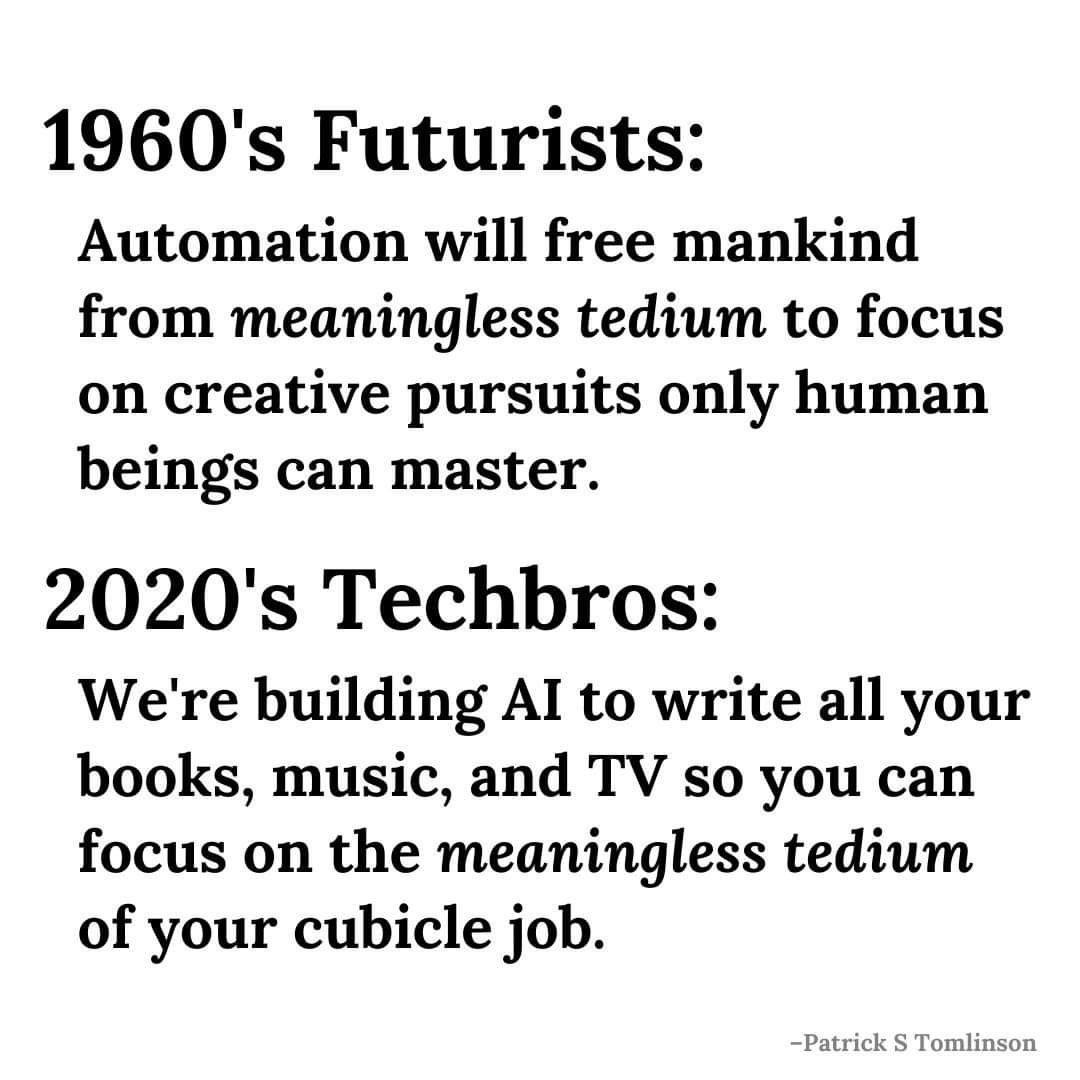 1960's Futurists:
Automation will free mankind
from meaningless tedium to focus
on creative pursuits only human
beings can master.
2020's Techbros:
We're building AI to write all your
books, music, and TV so you can
focus on the meaningless tedium
of your cubicle job.
–Patrick S Tomlinson